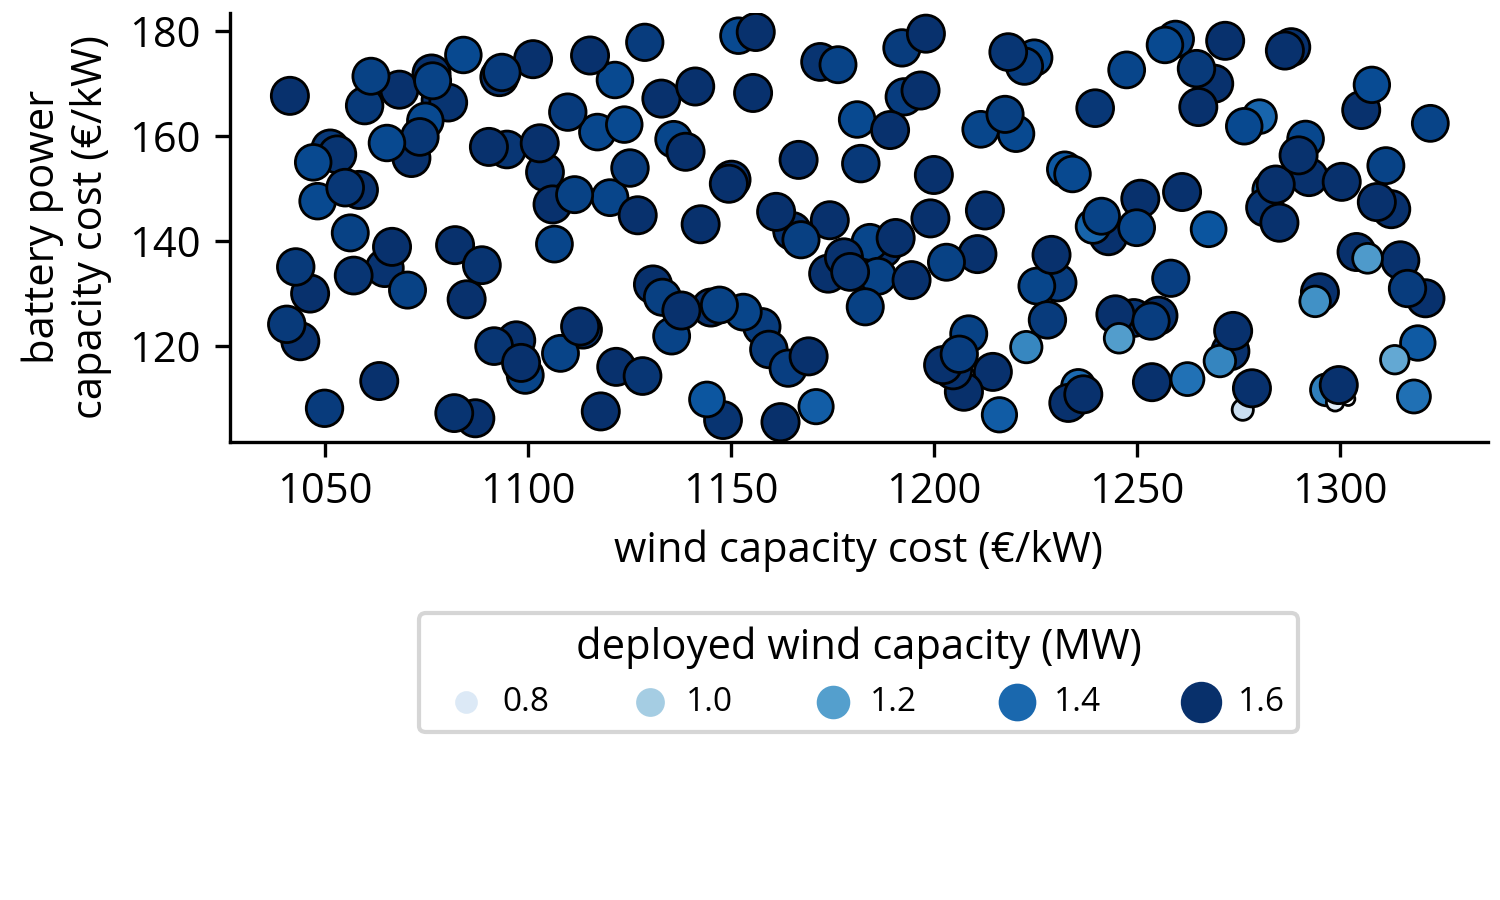 battery power
capacity cost (€/kW)
180
160
140
120
1050 1100 1150 1200 1250 1300
wind capacity cost (€/kW)
deployed wind capacity (MW)
0.8 1.0 1.2 1.4 1.6